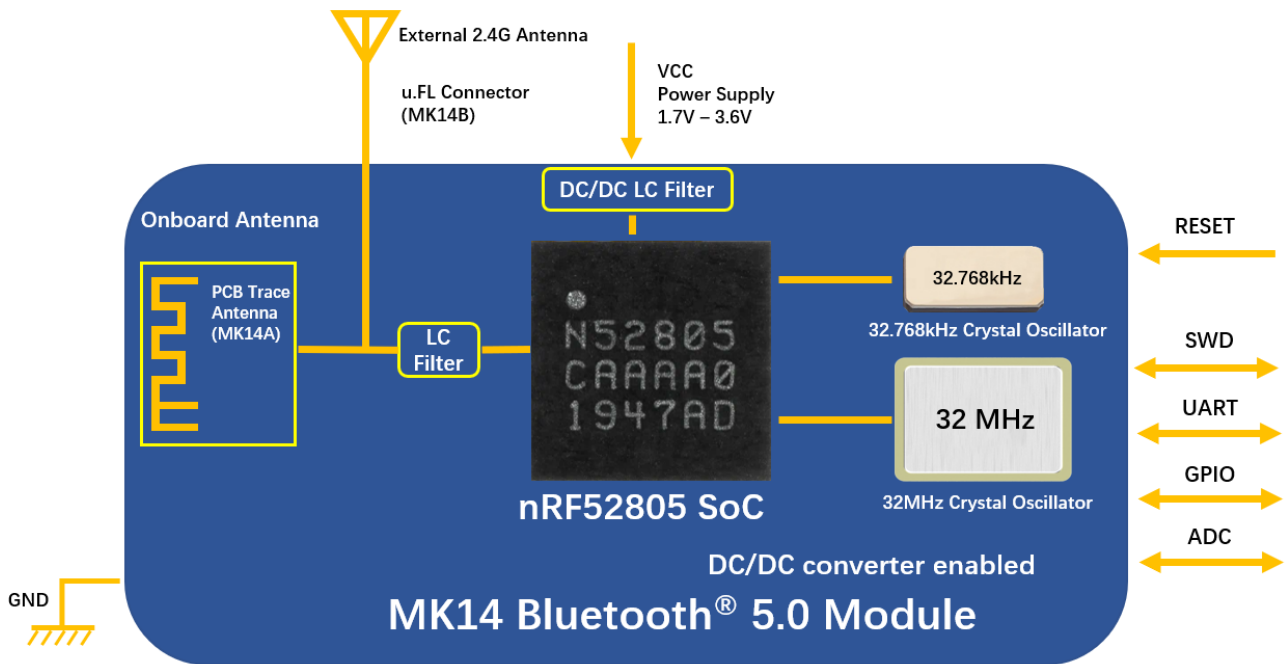 External 2.4G Antenna
u.FL Connector
(MK14B)
VCC
Power Supply
1.7V – 3.6V
DC/DC LC Filter
Onboard Antenna
PCB Trace
Antenna
(MK14A)
LC
Filter
N52805
CAAAA0
1947AD
nRF52805 SoC
32.768kHz
32.768kHz Crystal Oscillator
32 MHz
32MHz Crystal Oscillator
RESET
SWD
UART
GPIO
ADC
DC/DC converter enabled
GND
MK14 Bluetooth® 5.0 Module